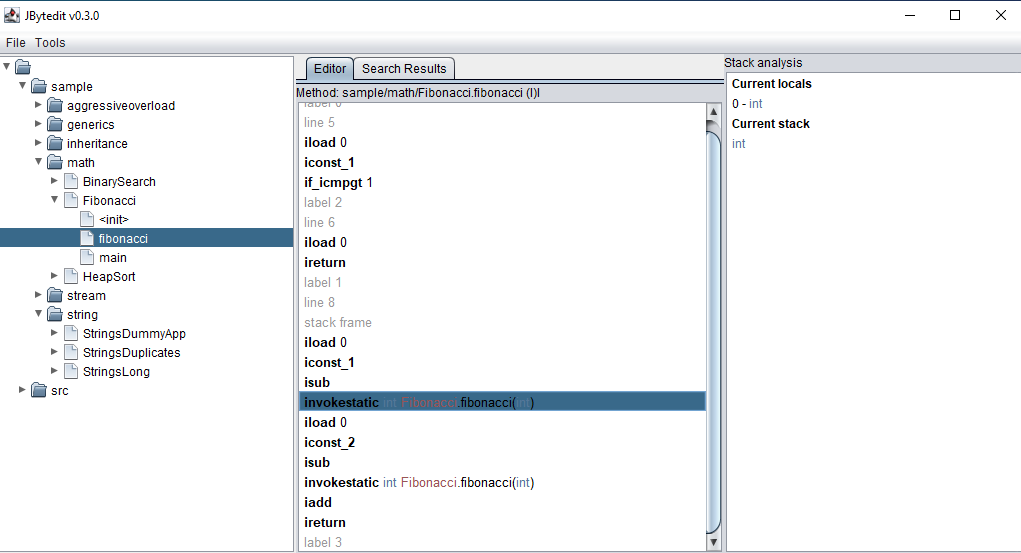 JBytedit v0.3.0
File Tools
sample
aggressiveoverload
generics
inheritance
math
BinarySearch
Fibonacci
<init>
fibonacci
main
HeapSort
stream
string
StringsDummyApp
StringsDuplicates
StringsLong
src
Editor Search Results
Method: sample/math/Fibonacci.fibonacci (I)I
label 0
line 5
iload 0
iconst_1
if_icmpgt 1
label 2
line 6
iload 0
ireturn
label 1
line 8
stack frame
iload 0
iconst_1
isub
invokestatic int Fibonacci.fibonacci(int)
iload 0
iconst_2
isub
invokestatic int Fibonacci.fibonacci(int)
iadd
ireturn
label 3
Stack analysis
Current locals
0 - int
Current stack
int